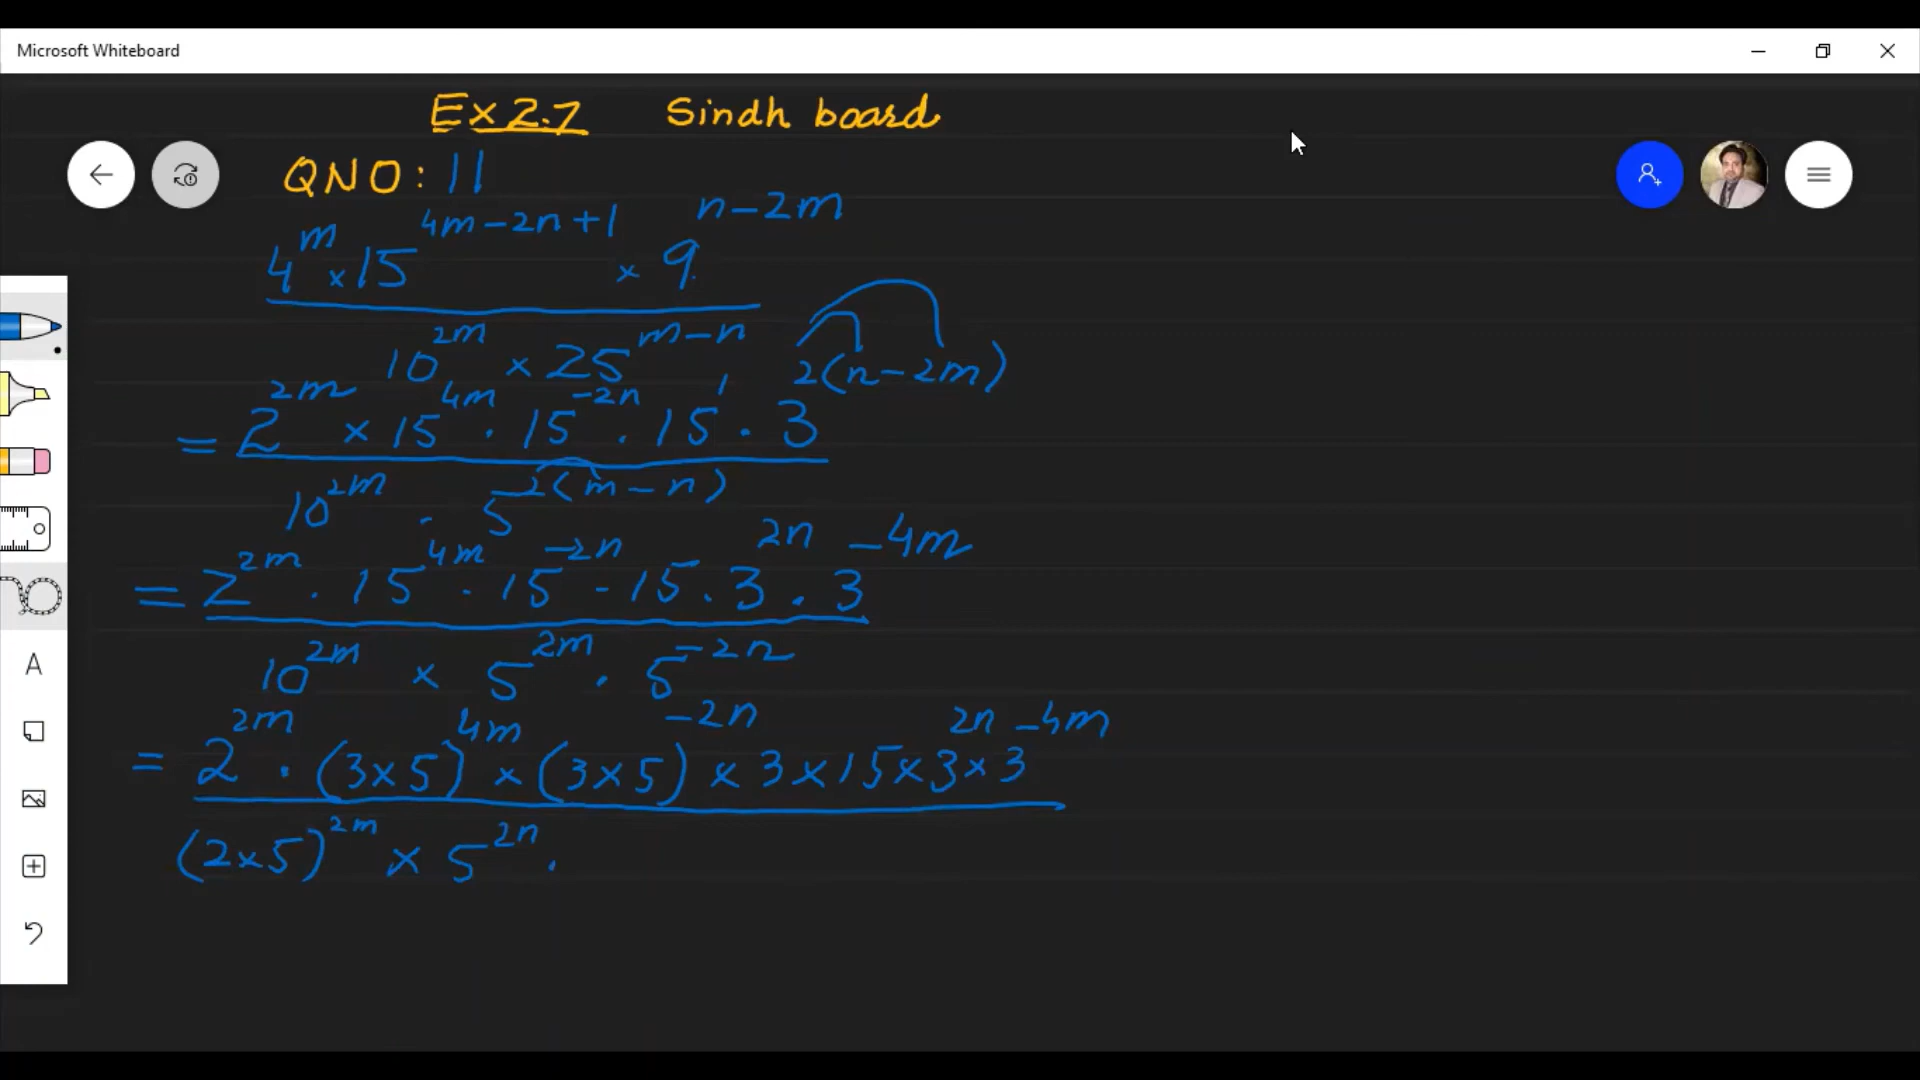 Microsoft Whiteboard
Ex 2.7 Sindh board
QNO: 11
4^m × 15^(4m-2n+1) × 9^(n-2m)
10^(2m) × 25^(m-n)
= 2^(2m) × 15^(4m) · 15^(-2n) · 15^1 · 3^(2(n-2m))
10^(2m) · 5^(2(m-n))
= 2^(2m) · 15^(4m) · 15^(-2n) · 15 · 3^(2n) · 3^(-4m)
10^(2m) × 5^(2m) · 5^(-2n)
= 2^(2m) · (3×5)^(4m) × (3×5)^(-2n) × 3 × 15 × 3^(2n) × 3^(-4m)
(2×5)^(2m) × 5^(2n) ·
A